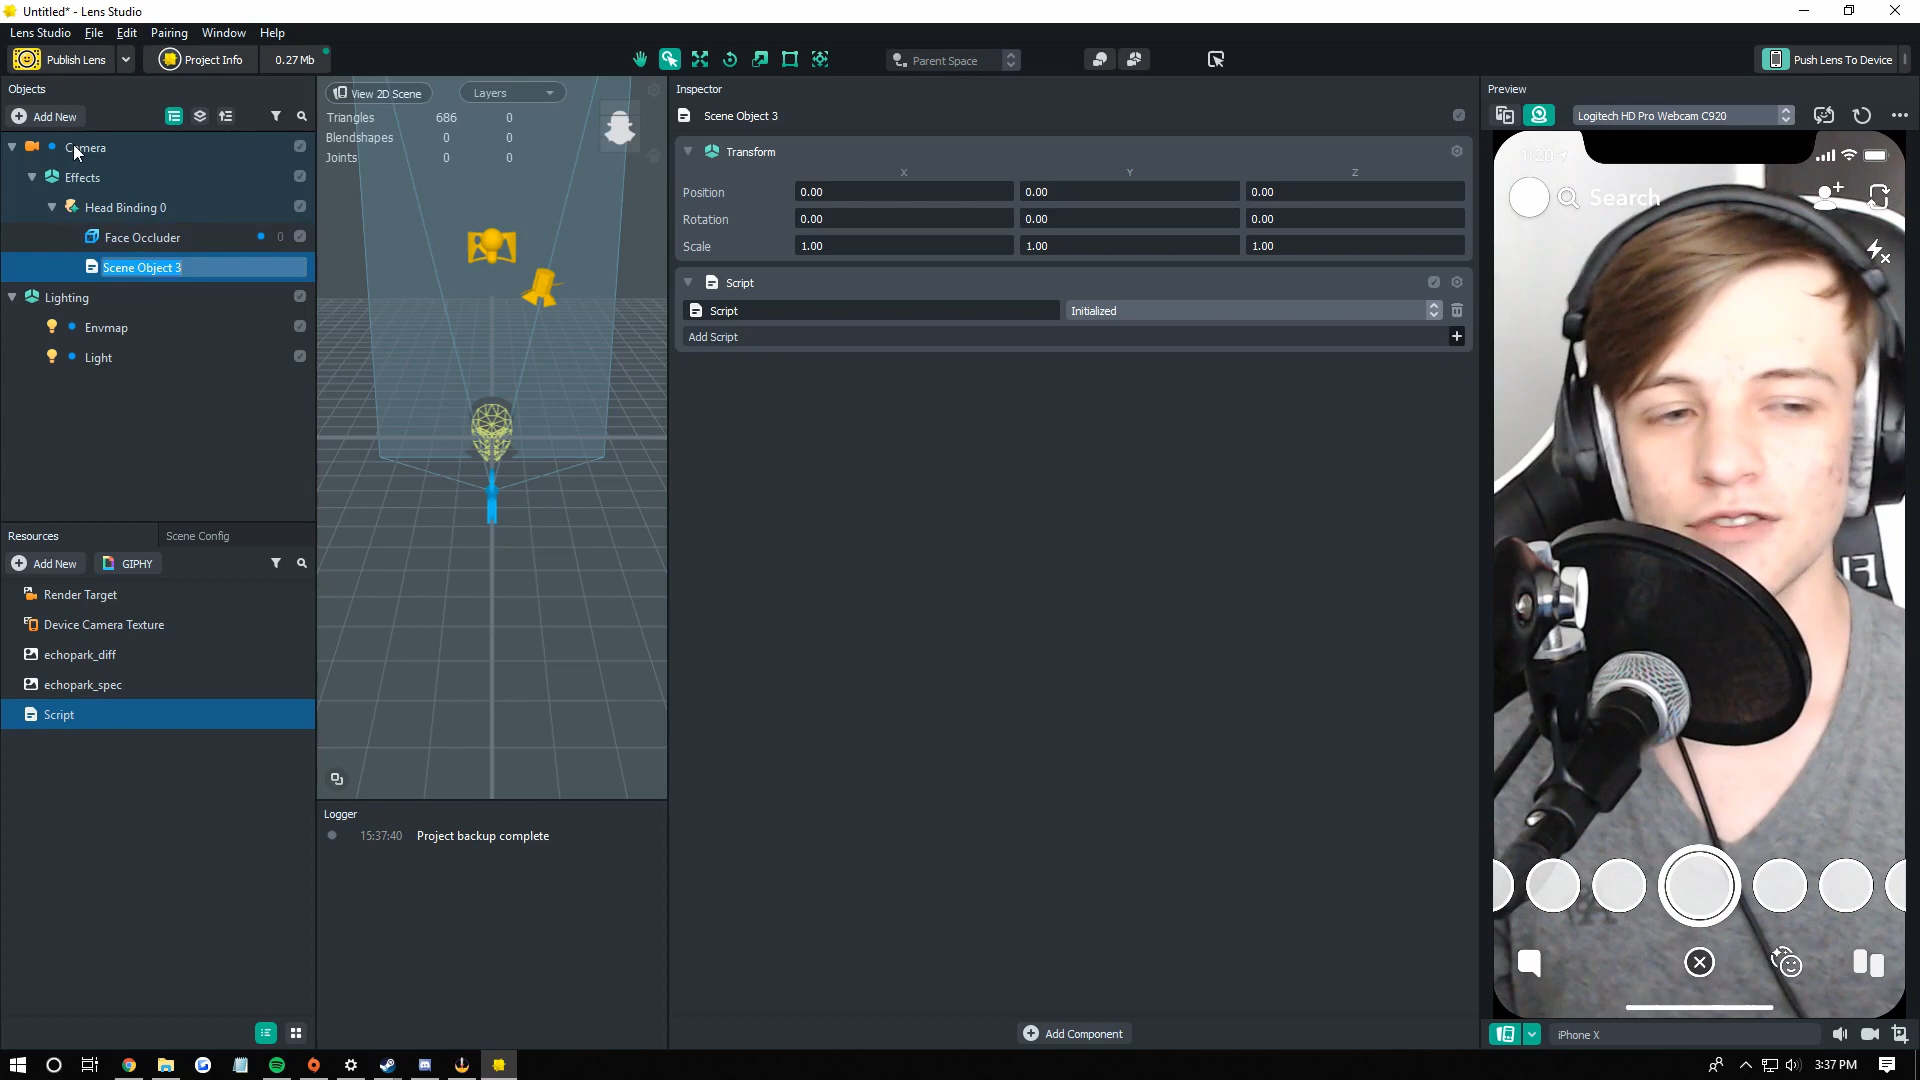 Untitled* - Lens Studio
Lens Studio File Edit Pairing Window Help
Publish Lens Project Info 0.27 Mb Parent Space Push Lens To Device
Objects
Add New
Camera
Effects
Head Binding 0
Face Occluder 0
Scene Object 3
Lighting
Envmap
Light
Resources Scene Config
Add New GIPHY
Render Target
Device Camera Texture
echopark_diff
echopark_spec
Script
View 2D Scene Layers
Triangles 686 0
Blendshapes 0 0
Joints 0 0
Logger
15:37:40 Project backup complete
Inspector
Scene Object 3
Transform
X Y Z
Position 0.00 0.00 0.00
Rotation 0.00 0.00 0.00
Scale 1.00 1.00 1.00
Script
Script Initialized
Add Script
Add Component
Preview
Logitech HD Pro Webcam C920
1:20
Search
iPhone X
3:37 PM